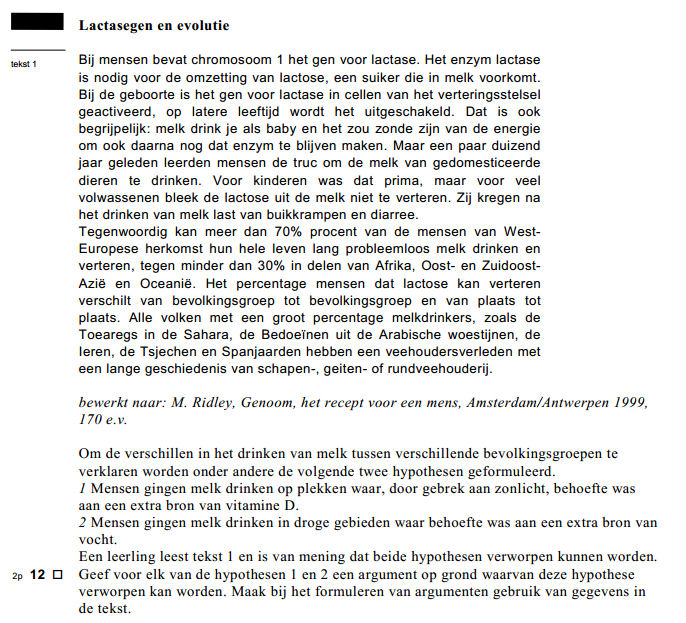 Lactasegen en evolutie
tekst 1
Bij mensen bevat chromosoom 1 het gen voor lactase. Het enzym lactase
is nodig voor de omzetting van lactose, een suiker die in melk voorkomt.
Bij de geboorte is het gen voor lactase in cellen van het verteringsstelsel
geactiveerd, op latere leeftijd wordt het uitgeschakeld. Dat is ook
begrijpelijk: melk drink je als baby en het zou zonde zijn van de energie
om ook daarna nog dat enzym te blijven maken. Maar een paar duizend
jaar geleden leerden mensen de truc om de melk van gedomesticeerde
dieren te drinken. Voor kinderen was dat prima, maar voor veel
volwassenen bleek de lactose uit de melk niet te verteren. Zij kregen na
het drinken van melk last van buikkrampen en diarree.
Tegenwoordig kan meer dan 70% procent van de mensen van West-
Europese herkomst hun hele leven lang probleemloos melk drinken en
verteren, tegen minder dan 30% in delen van Afrika, Oost- en Zuidoost-
Azië en Oceanië. Het percentage mensen dat lactose kan verteren
verschilt van bevolkingsgroep tot bevolkingsgroep en van plaats tot
plaats. Alle volken met een groot percentage melkdrinkers, zoals de
Toearegs in de Sahara, de Bedoeïnen uit de Arabische woestijnen, de
Ieren, de Tsjechen en Spanjaarden hebben een veehoudersverleden met
een lange geschiedenis van schapen-, geiten- of rundveehouderij.
bewerkt naar: M. Ridley, Genoom, het recept voor een mens, Amsterdam/Antwerpen 1999,
170 e.v.
Om de verschillen in het drinken van melk tussen verschillende bevolkingsgroepen te
verklaren worden onder andere de volgende twee hypothesen geformuleerd.
1 Mensen gingen melk drinken op plekken waar, door gebrek aan zonlicht, behoefte was
aan een extra bron van vitamine D.
2 Mensen gingen melk drinken in droge gebieden waar behoefte was aan een extra bron van
vocht.
Een leerling leest tekst 1 en is van mening dat beide hypothesen verworpen kunnen worden.
2p 12 □ Geef voor elk van de hypothesen 1 en 2 een argument op grond waarvan deze hypothese
verworpen kan worden. Maak bij het formuleren van argumenten gebruik van gegevens in
de tekst.